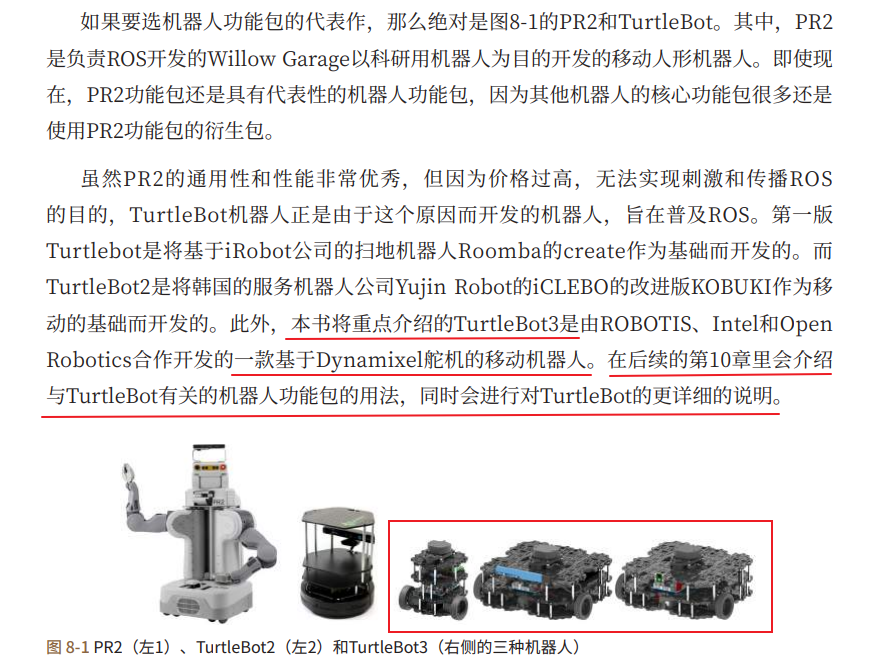 如果要选机器人功能包的代表作，那么绝对是图8-1的PR2和TurtleBot。其中，PR2
是负责ROS开发的Willow Garage以科研用机器人为目的开发的移动人形机器人。即使现
在，PR2功能包还是具有代表性的机器人功能包，因为其他机器人的核心功能包很多还是
使用PR2功能包的衍生包。
虽然PR2的通用性和性能非常优秀，但因为价格过高，无法实现刺激和传播ROS
的目的，TurtleBot机器人正是由于这个原因而开发的机器人，旨在普及ROS。第一版
Turtlebot是将基于iRobot公司的扫地机器人Roomba的create作为基础而开发的。而
TurtleBot2是将韩国的服务机器人公司Yujin Robot的iCLEBO的改进版KOBUKI作为移
动的基础而开发的。此外，本书将重点介绍的TurtleBot3是由ROBOTIS、Intel和Open
Robotics合作开发的一款基于Dynamixel舵机的移动机器人。在后续的第10章里会介绍
与TurtleBot有关的机器人功能包的用法，同时会进行对TurtleBot的更详细的说明。
PR2
图 8-1 PR2（左1）、TurtleBot2（左2）和TurtleBot3（右侧的三种机器人）